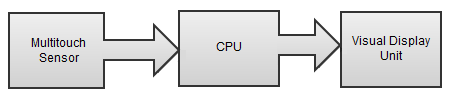 Multitouch
Sensor
CPU
Visual Display
Unit